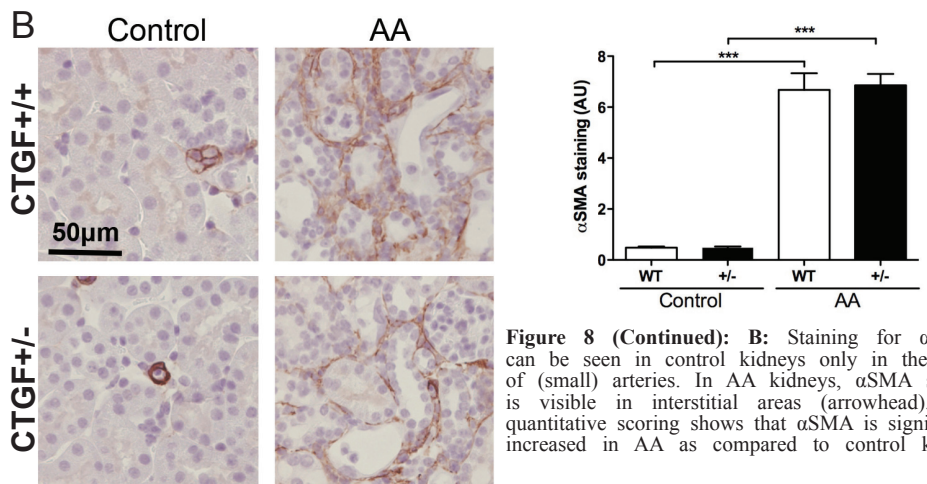 B
Control
AA
CTGF+/+
50µm
CTGF+/-
αSMA staining (AU)
8
6
4
2
0
***
***
WT
+/-
WT
+/-
Control
AA
Figure 8 (Continued): B: Staining for
can be seen in control kidneys only in the
of (small) arteries. In AA kidneys, αSMA
is visible in interstitial areas (arrowhead)
quantitative scoring shows that αSMA is
increased in AA as compared to control